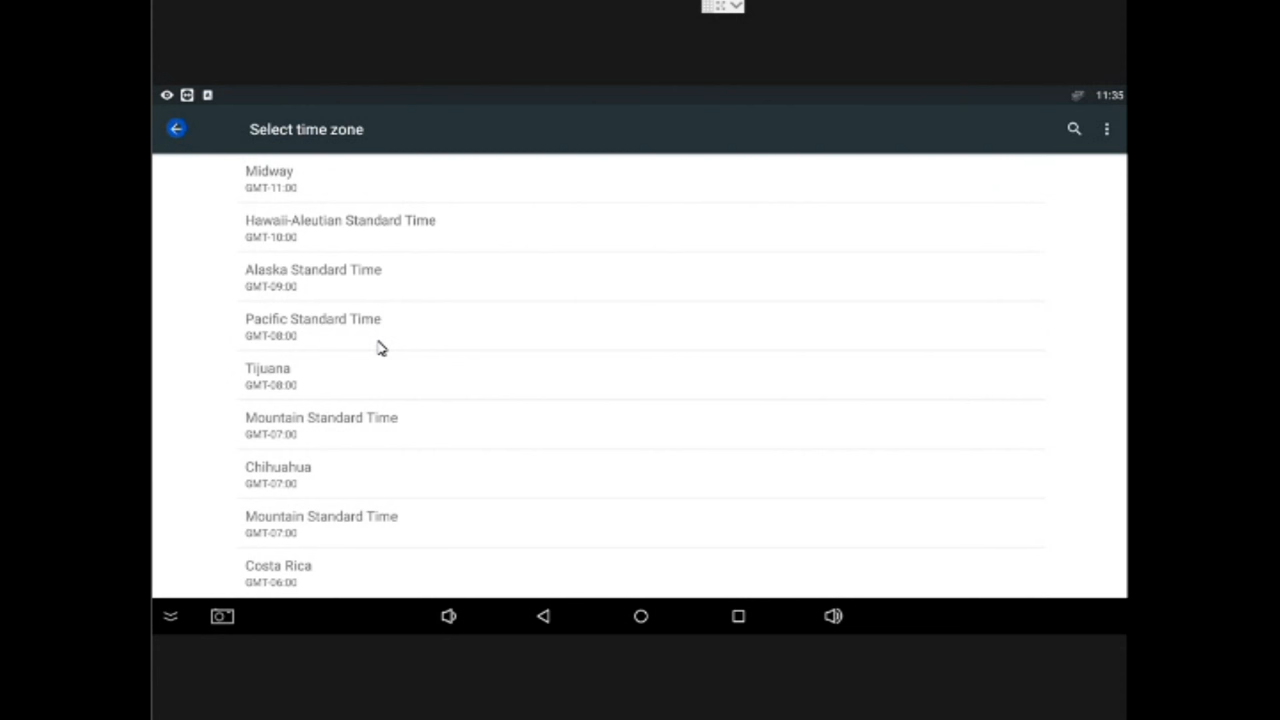 11:35
Select time zone
Midway
GMT-11:00
Hawaii-Aleutian Standard Time
GMT-10:00
Alaska Standard Time
GMT-09:00
Pacific Standard Time
GMT-08:00
Tijuana
GMT-08:00
Mountain Standard Time
GMT-07:00
Chihuahua
GMT-07:00
Mountain Standard Time
GMT-07:00
Costa Rica
GMT-06:00